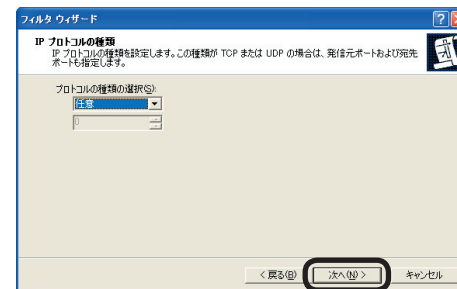 フィルタ ウィザード
IP プロトコルの種類
IP プロトコルの種類を設定します。この種類が TCP または UDP の場合は、発信元ポートおよび宛先
ポートも指定します。
プロトコルの種類の選択(S):
任意
0
< 戻る(B)
次へ(N) >
キャンセル